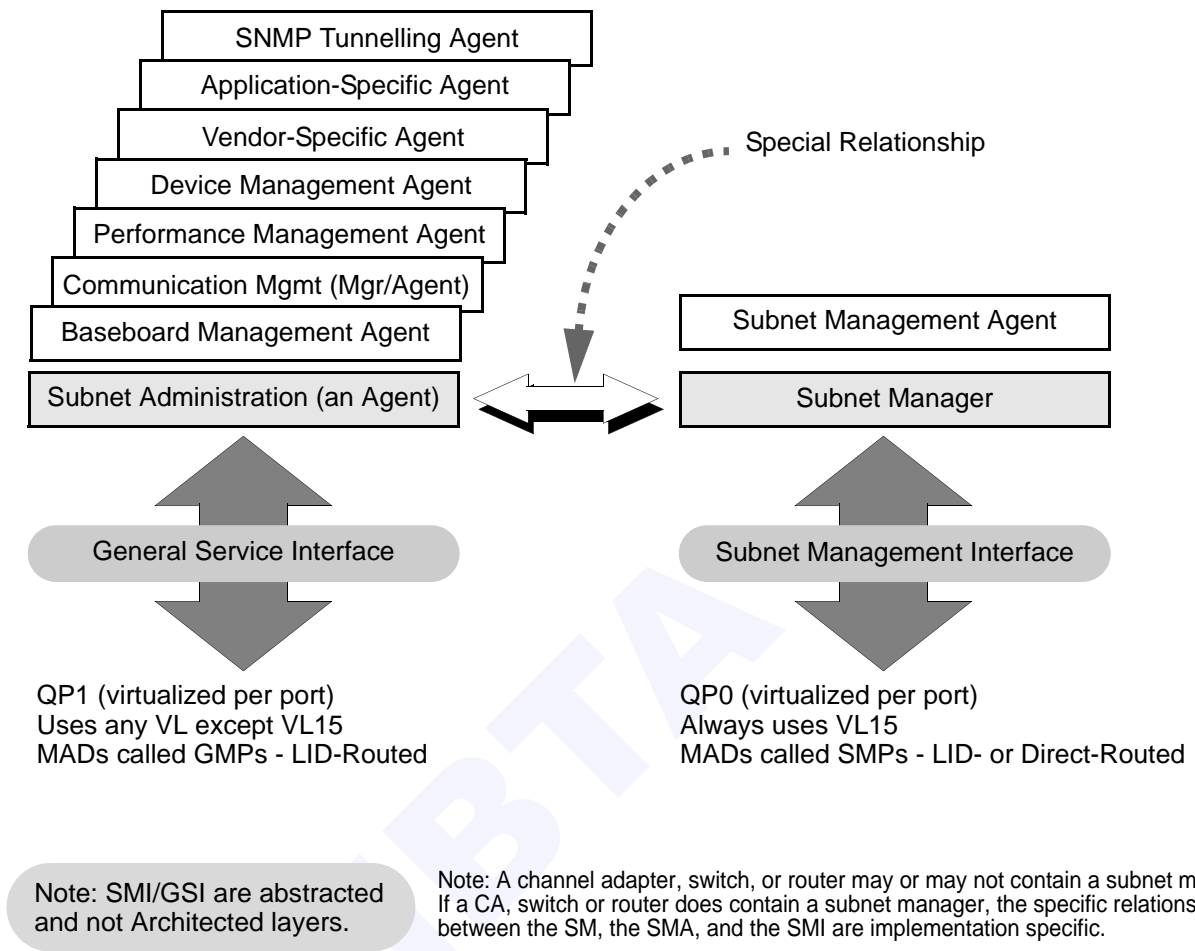 SNMP Tunnelling Agent
Application-Specific Agent
Vendor-Specific Agent
Device Management Agent
Performance Management Agent
Communication Mgmt (Mgr/Agent)
Baseboard Management Agent
Subnet Administration (an Agent)
Special Relationship
Subnet Management Agent
Subnet Manager
General Service Interface
Subnet Management Interface
QP1 (virtualized per port)
Uses any VL except VL15
MADs called GMPs - LID-Routed
QP0 (virtualized per port)
Always uses VL15
MADs called SMPs - LID- or Direct-Routed
Note: SMI/GSI are abstracted
and not Architected layers.
Note: A channel adapter, switch, or router may or may not contain a subnet m
If a CA, switch or router does contain a subnet manager, the specific relations
between the SM, the SMA, and the SMI are implementation specific.
IBTA